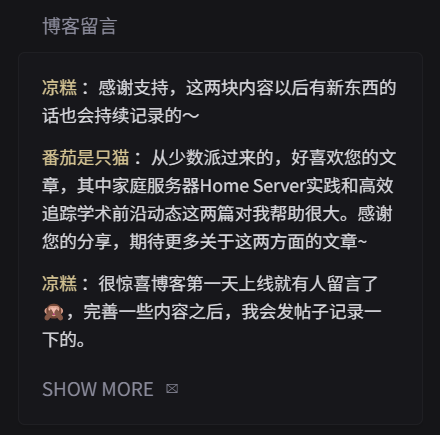 博客留言
凉糕： 感谢支持，这两块内容以后有新东西的
话也会持续记录的～
番茄是只猫： 从少数派过来的，好喜欢您的文
章，其中家庭服务器Home Server实践和高效
追踪学术前沿动态这两篇对我帮助很大。感谢
您的分享，期待更多关于这两方面的文章~
凉糕： 很惊喜博客第一天上线就有人留言了
🙈，完善一些内容之后，我会发帖子记录一
下的。
SHOW MORE